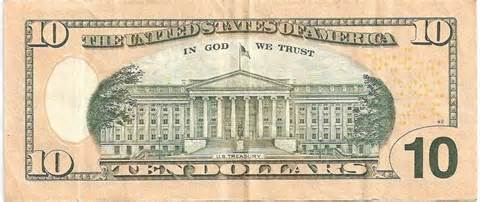 10 THE UNITED STATES OF AMERICA 10
IN GOD WE TRUST
U.S. TREASURY
10 TEN DOLLARS 10